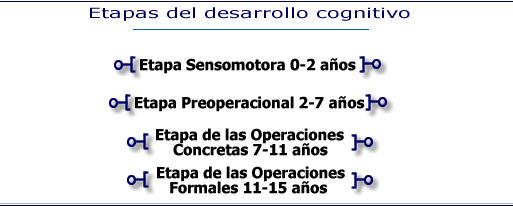 Etapas del desarrollo cognitivo
Etapa Sensomotora 0-2 años
Etapa Preoperacional 2-7 años
Etapa de las Operaciones
Concretas 7-11 años
Etapa de las Operaciones
Formales 11-15 años